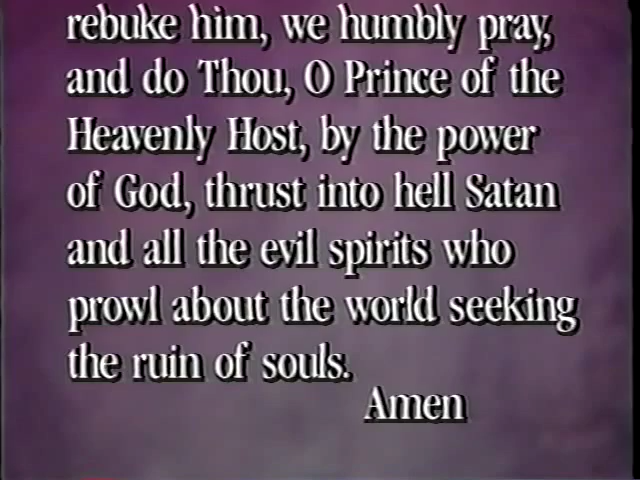 rebuke him, we humbly pray,
and do Thou, O Prince of the
Heavenly Host, by the power
of God, thrust into hell Satan
and all the evil spirits who
prowl about the world seeking
the ruin of souls.
Amen